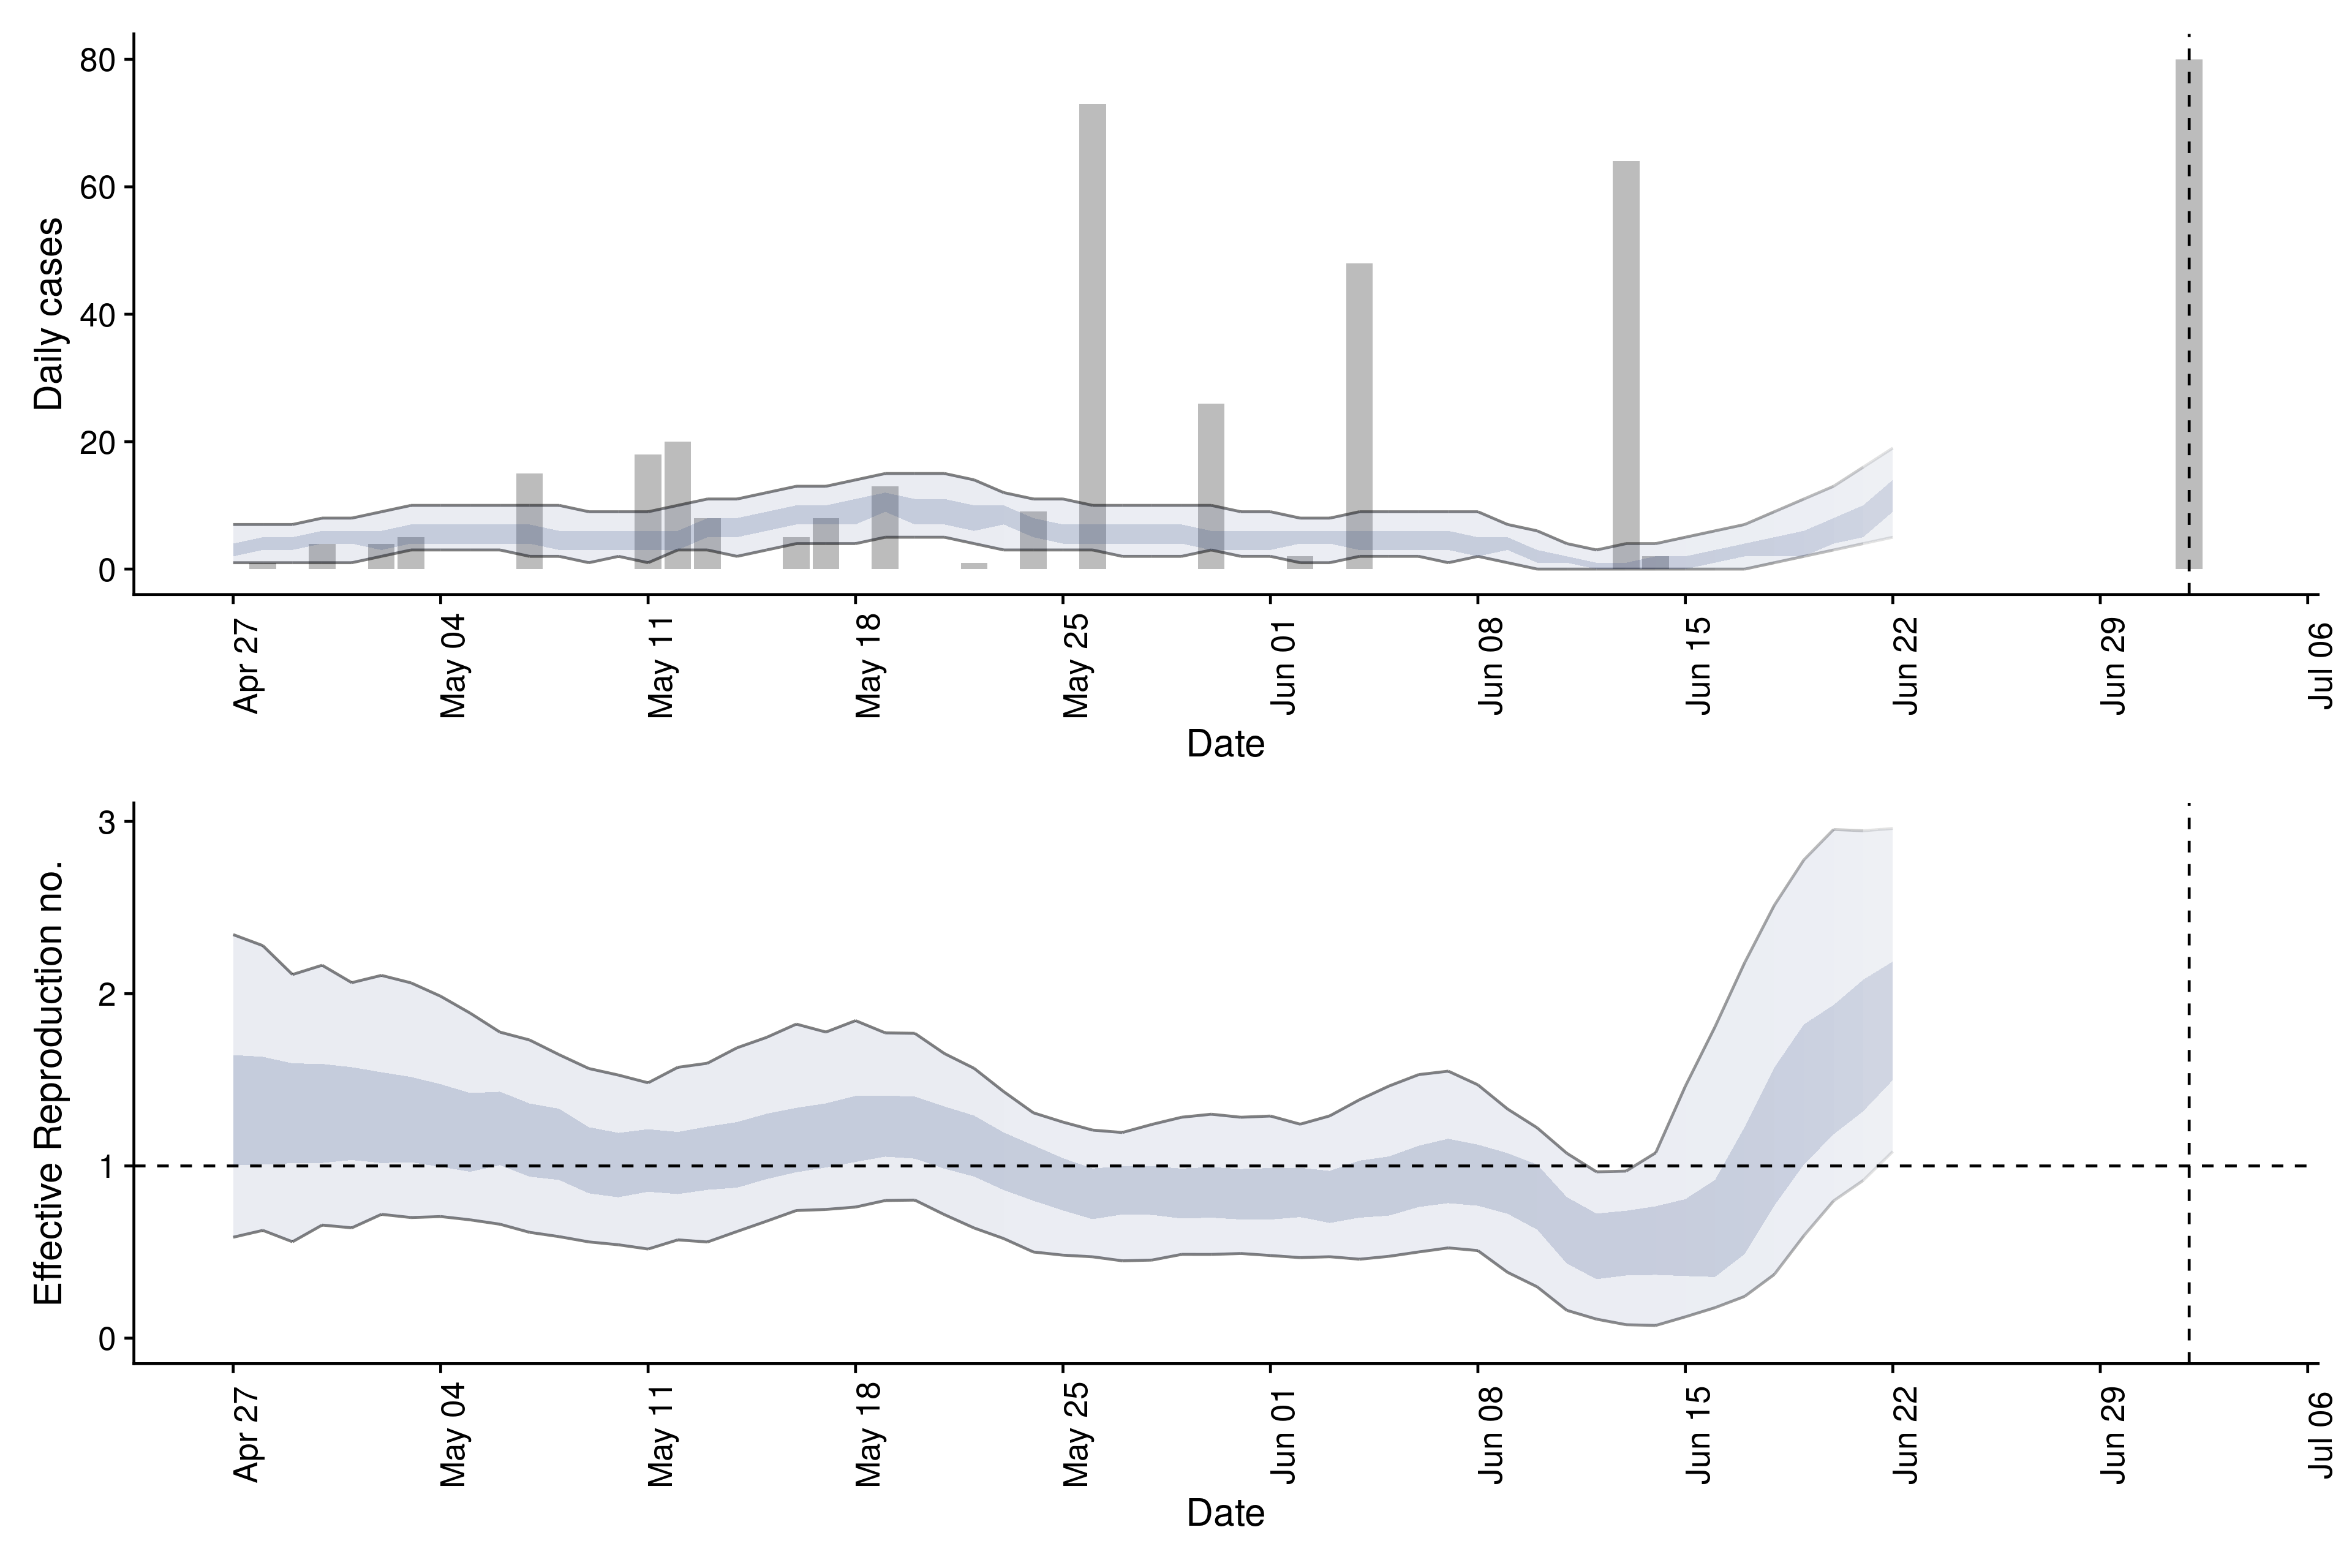 80
60
40
20
0
Daily cases
Apr 27
May 04
May 11
May 18
May 25
Jun 01
Jun 08
Jun 15
Jun 22
Jun 29
Jul 06
Date
3
2
1
0
Effective Reproduction no.
Apr 27
May 04
May 11
May 18
May 25
Jun 01
Jun 08
Jun 15
Jun 22
Jun 29
Jul 06
Date